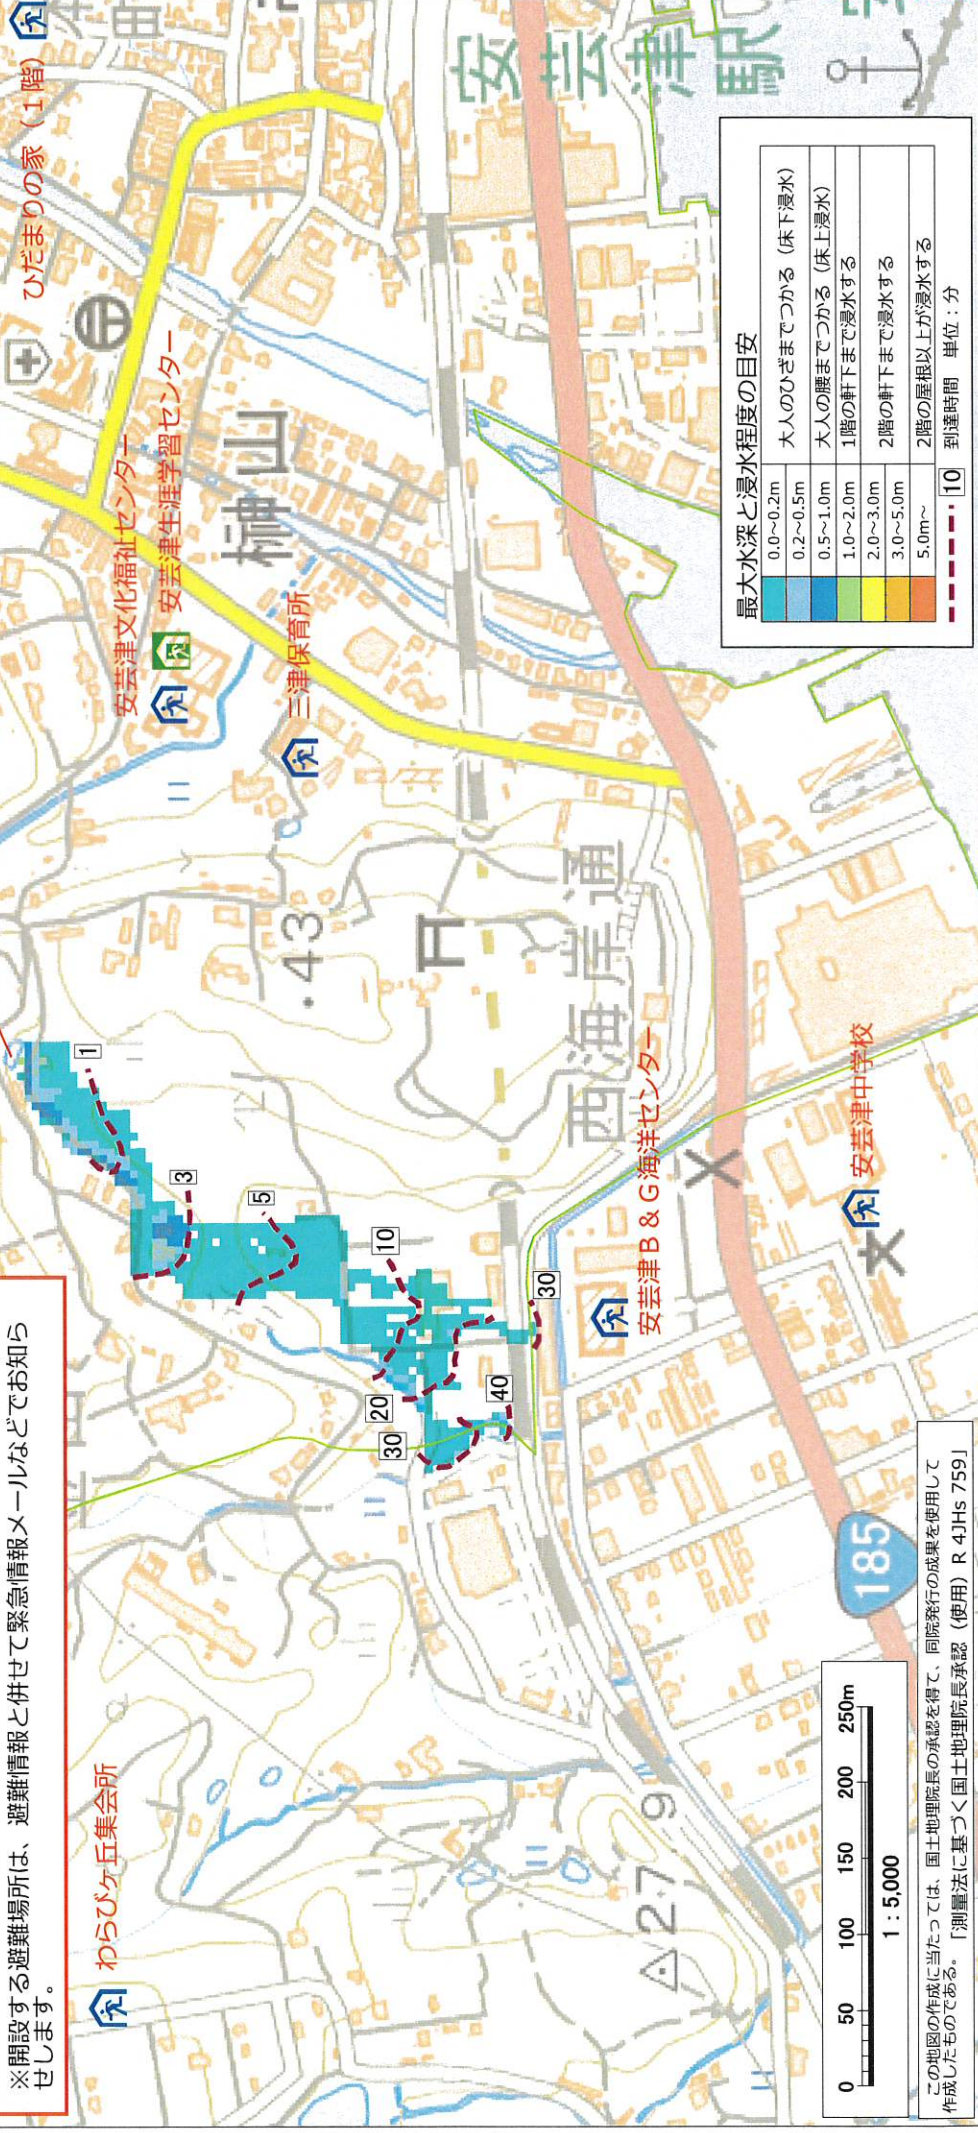 ※開設する避難場所は、避難情報と併せて緊急情報メールなどでお知ら
せします。
わらびヶ丘集会所
ひだまりの家（1階）
安芸津文化福祉センター
安芸津生涯学習センター
三津保育所
榊山
安芸津駅
・43
西海岸通
安芸津B＆G海洋センター
安芸津中学校
文
27
9
185
1
3
5
10
20
30
30
40
最大水深と浸水程度の目安
0.0～0.2m
0.2～0.5m
大人のひざまでつかる（床下浸水）
0.5～1.0m
大人の腰までつかる（床上浸水）
1.0～2.0m
1階の軒下まで浸水する
2.0～3.0m
3.0～5.0m
2階の軒下まで浸水する
5.0m～
2階の屋根以上が浸水する
10 到達時間　単位：分
0 50 100 150 200 250m
1：5,000
この地図の作成に当たっては、国土地理院長の承認を得て、同院発行の成果を使用して
作成したものである。「測量法に基づく国土地理院長承認（使用）R 4JHs 759」